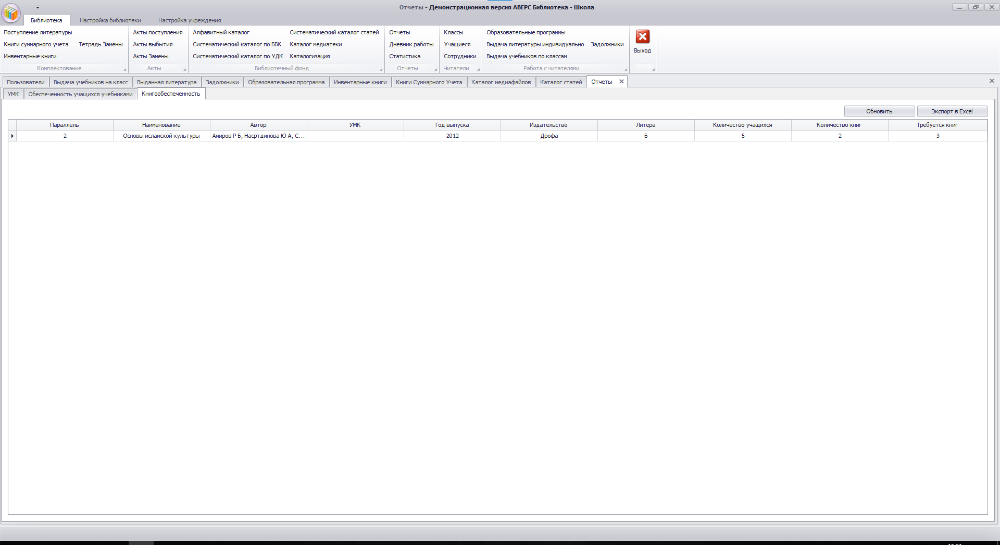 Отчеты - Демонстрационная версия АВЕРС Библиотека - Школа
Библиотека Настройка библиотеки Настройка учреждения
Поступление литературы
Книги суммарного учета Тетрадь Замены
Инвентарные книги
Комплектование
Акты поступления
Акты выбытия
Акты Замены
Акты
Алфавитный каталог Систематический каталог статей
Систематический каталог по ББК Каталог медиатеки
Систематический каталог по УДК Каталогизация
Библиотечный фонд
Отчеты
Дневник работы
Статистика
Отчеты
Классы
Учащиеся
Сотрудники
Читатели
Образовательные программы
Выдача литературы индивидуально Задолжники
Выдача учебников по классам
Работа с читателями
Выход
Пользователи Выдача учебников на класс Выданная литература Задолжники Образовательная программа Инвентарные книги Книги Суммарного Учета Каталог медиафайлов Каталог статей Отчеты
УМК Обеспеченность учащихся учебниками Книгообеспеченность
Обновить Экспорт в Excel
Параллель Наименование Автор УМК Год выпуска Издательство Литера Количество учащихся Количество книг Требуется книг
2 Основы исламской культуры Амиров Р Б, Насртдинова Ю А, С... 2012 Дрофа Б 5 2 3